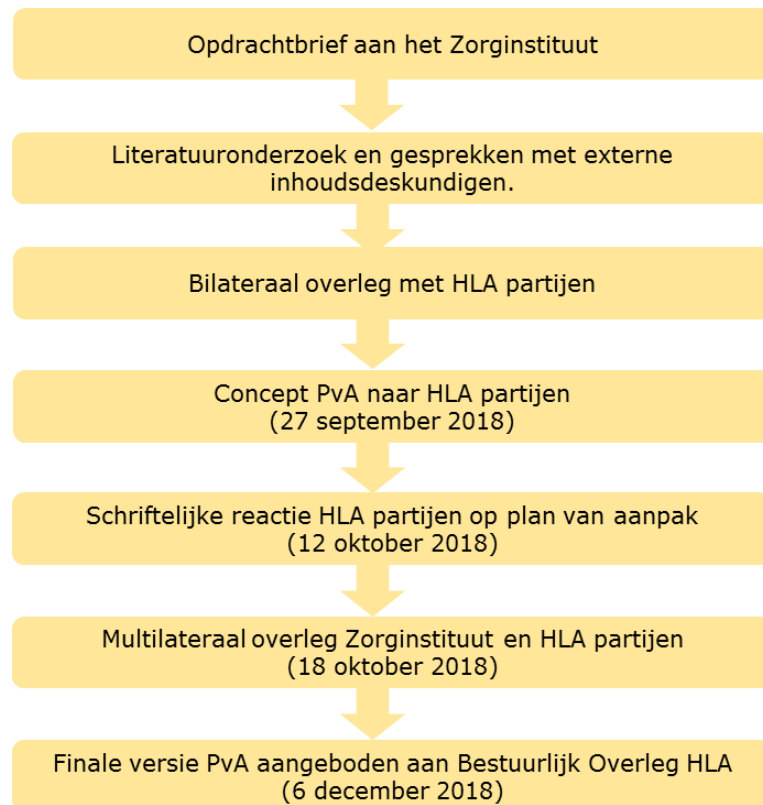 Opdrachtbrief aan het Zorginstituut
Literatuuronderzoek en gesprekken met externe
inhoudsdeskundigen.
Bilateraal overleg met HLA partijen
Concept PvA naar HLA partijen
(27 september 2018)
Schriftelijke reactie HLA partijen op plan van aanpak
(12 oktober 2018)
Multilateraal overleg Zorginstituut en HLA partijen
(18 oktober 2018)
Finale versie PvA aangeboden aan Bestuurlijk Overleg HLA
(6 december 2018)